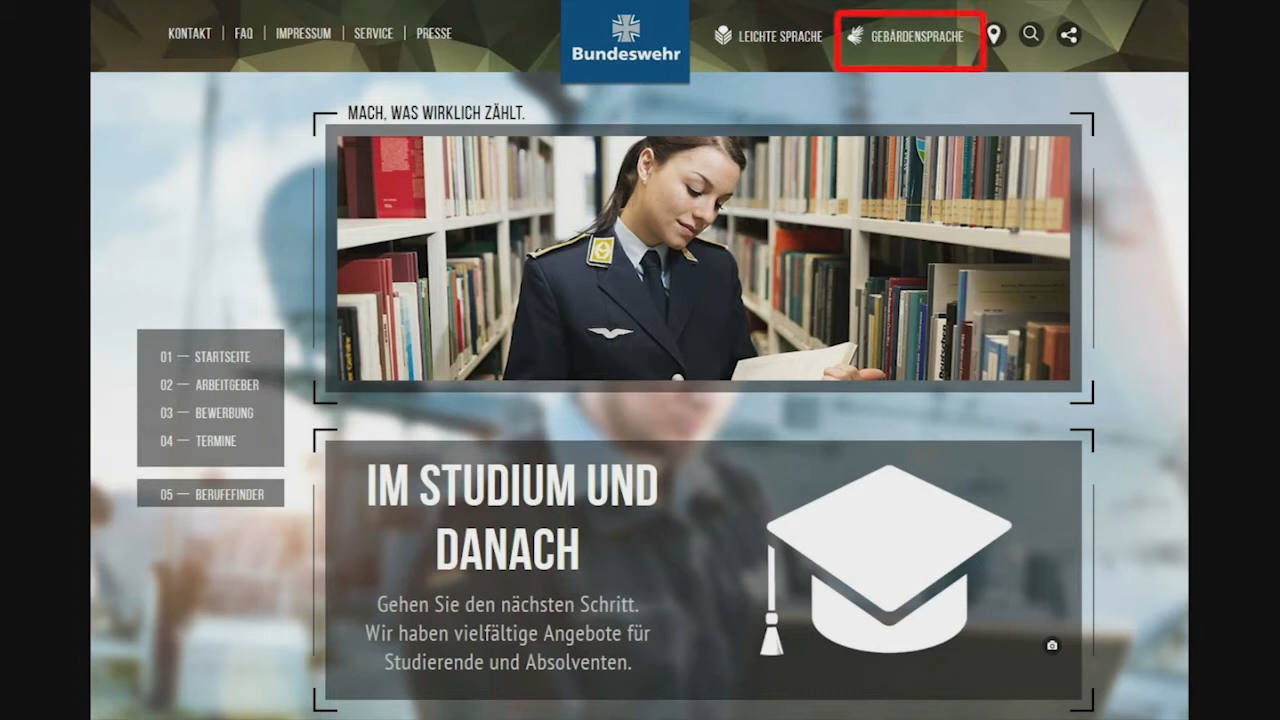 KONTAKT | FAQ | IMPRESSUM | SERVICE | PRESSE
Bundeswehr
LEICHTE SPRACHE
GEBÄRDENSPRACHE
MACH, WAS WIRKLICH ZÄHLT.
01 — STARTSEITE
02 — ARBEITGEBER
03 — BEWERBUNG
04 — TERMINE
05 — BERUFEFINDER
IM STUDIUM UND
DANACH
Gehen Sie den nächsten Schritt.
Wir haben vielfältige Angebote für
Studierende und Absolventen.